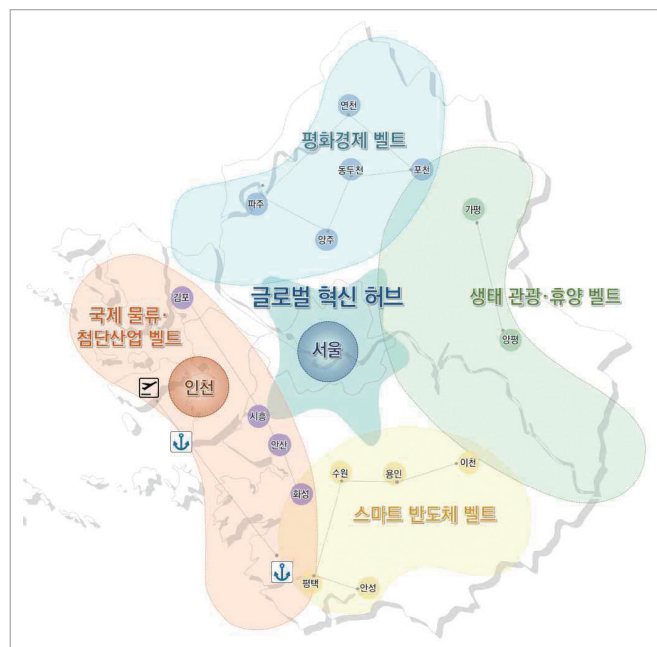 연천
평화경제 벨트
동두천
포천
파주
양주
가평
김포
글로벌 혁신 허브
생태 관광·휴양 벨트
국제 물류·
첨단산업 벨트
서울
양평
인천
시흥
안산
수원
용인
이천
화성
스마트 반도체 벨트
평택
안성